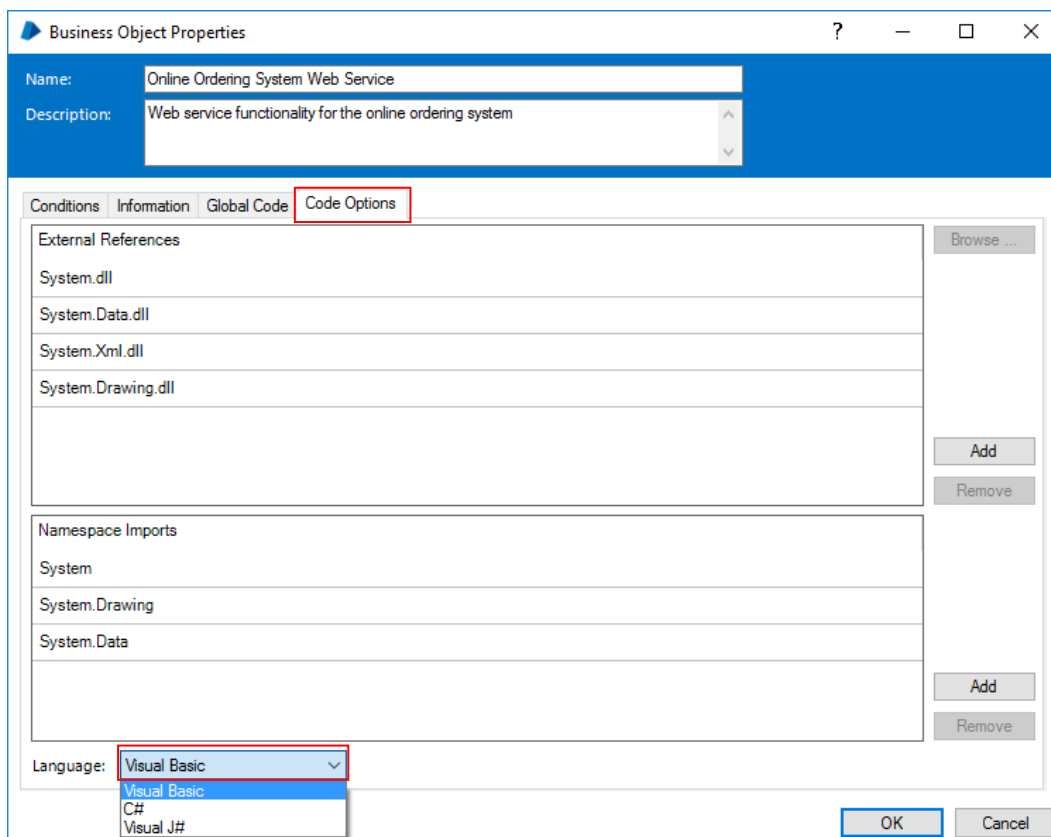 Business Object Properties ?
Name: Online Ordering System Web Service
Description: Web service functionality for the online ordering system
Conditions Information Global Code Code Options
External References Browse ...
System.dll
System.Data.dll
System.Xml.dll
System.Drawing.dll
Add
Remove
Namespace Imports
System
System.Drawing
System.Data
Add
Remove
Language: Visual Basic
Visual Basic
C#
Visual J#
OK Cancel